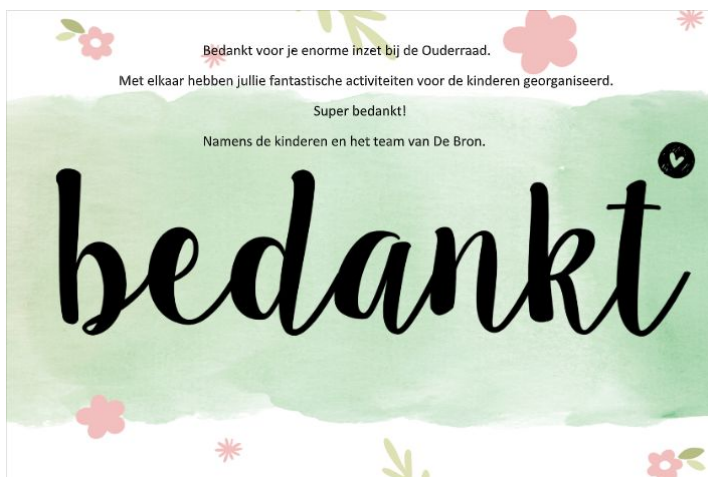 Bedankt voor je enorme inzet bij de Ouderraad.
Met elkaar hebben jullie fantastische activiteiten voor de kinderen georganiseerd.
Super bedankt!
Namens de kinderen en het team van De Bron.
bedankt